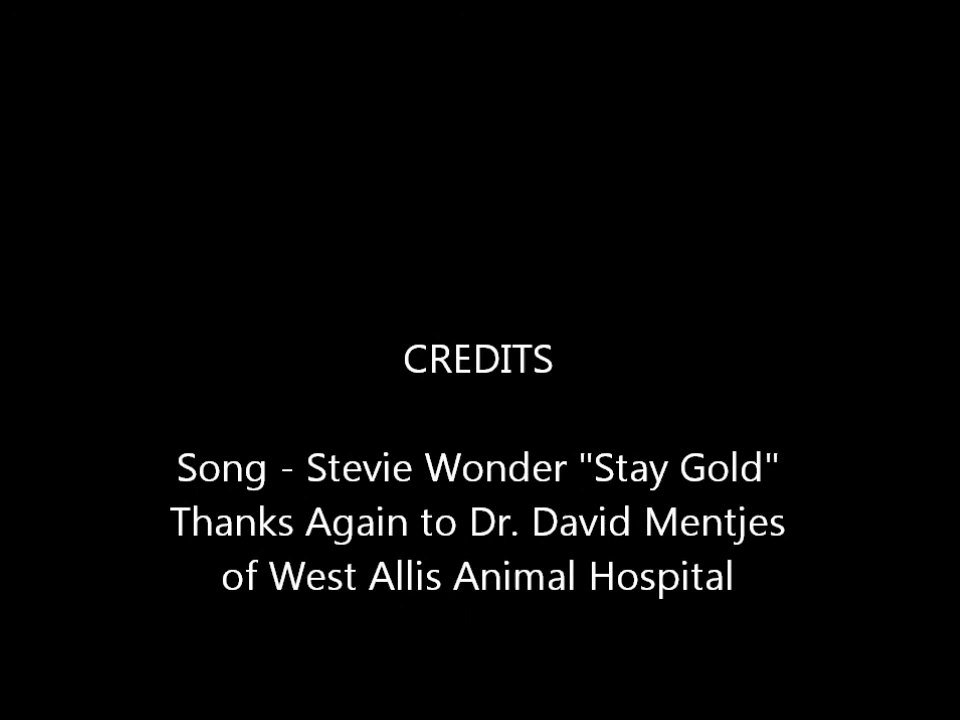 CREDITS
Song - Stevie Wonder "Stay Gold"
Thanks Again to Dr. David Mentjes
of West Allis Animal Hospital